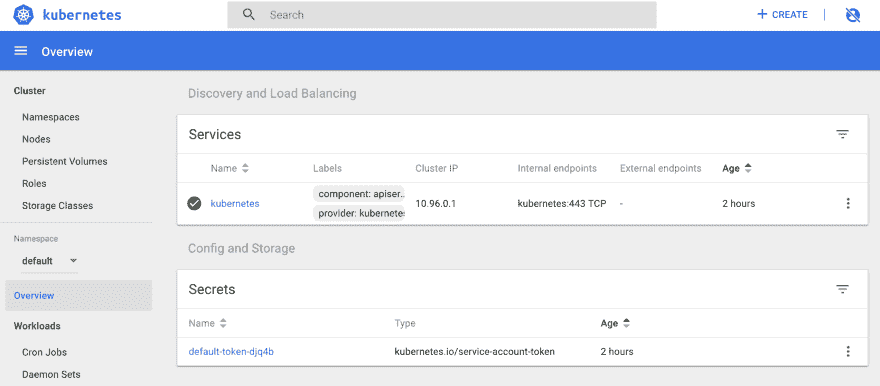 kubernetes
Search
+ CREATE
Overview
Cluster
Namespaces
Nodes
Persistent Volumes
Roles
Storage Classes
Namespace
default
Overview
Workloads
Cron Jobs
Daemon Sets
Discovery and Load Balancing
Services
Name Labels Cluster IP Internal endpoints External endpoints Age
kubernetes component: apiser.. 10.96.0.1 kubernetes:443 TCP - 2 hours
provider: kubernetes
Config and Storage
Secrets
Name Type Age
default-token-djq4b kubernetes.io/service-account-token 2 hours